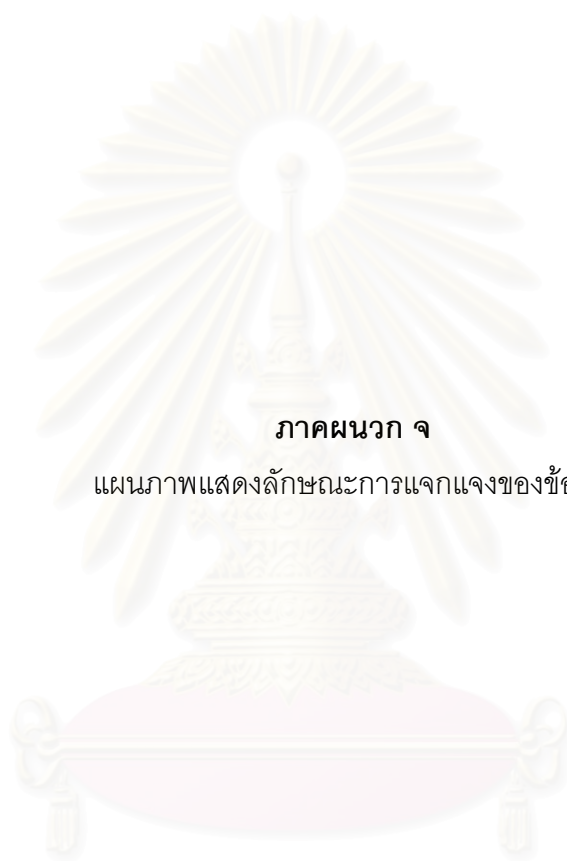 ภาคผนวก จ
แผนภาพแสดงลักษณะการแจกแจงของ